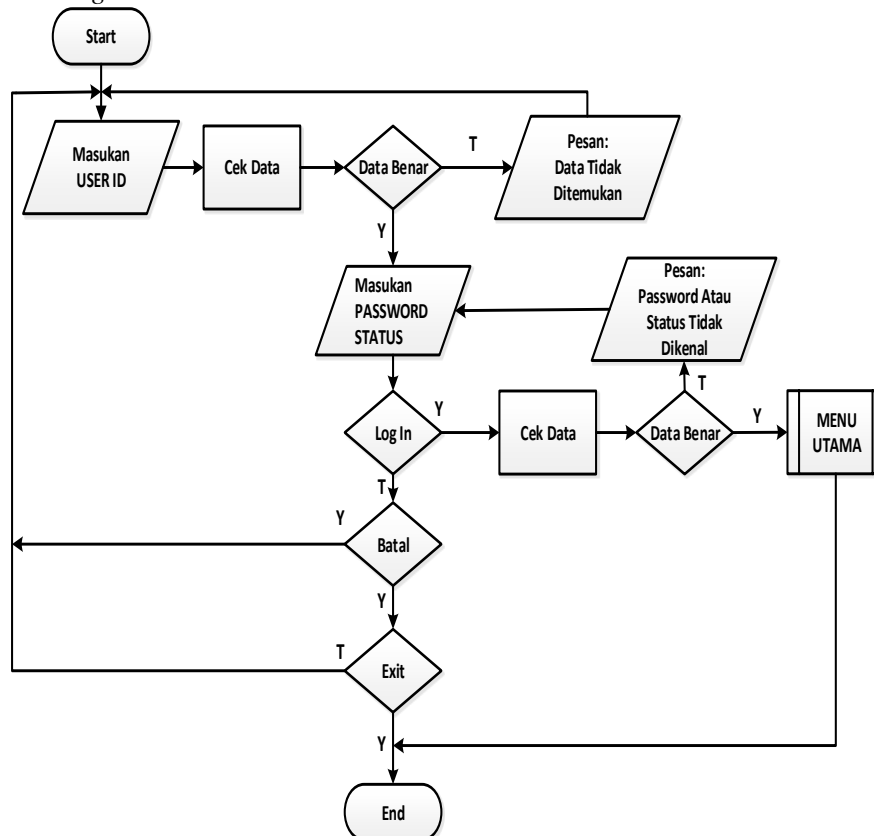 Start
Masukan
USER ID
Cek Data
Data Benar
T
Pesan:
Data Tidak
Ditemukan
Y
Masukan
PASSWORD
STATUS
Pesan:
Password Atau
Status Tidak
Dikenal
T
Log In
Y
Cek Data
Data Benar
Y
MENU
UTAMA
T
Y
Batal
Y
T
Exit
Y
End